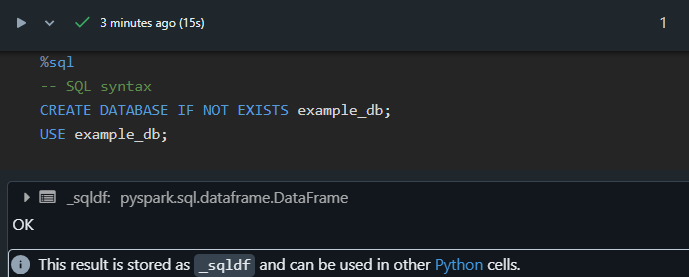 3 minutes ago (15s)
1
%sql
-- SQL syntax
CREATE DATABASE IF NOT EXISTS example_db;
USE example_db;
_sqldf: pyspark.sql.dataframe.DataFrame
OK
This result is stored as _sqldf and can be used in other Python cells.